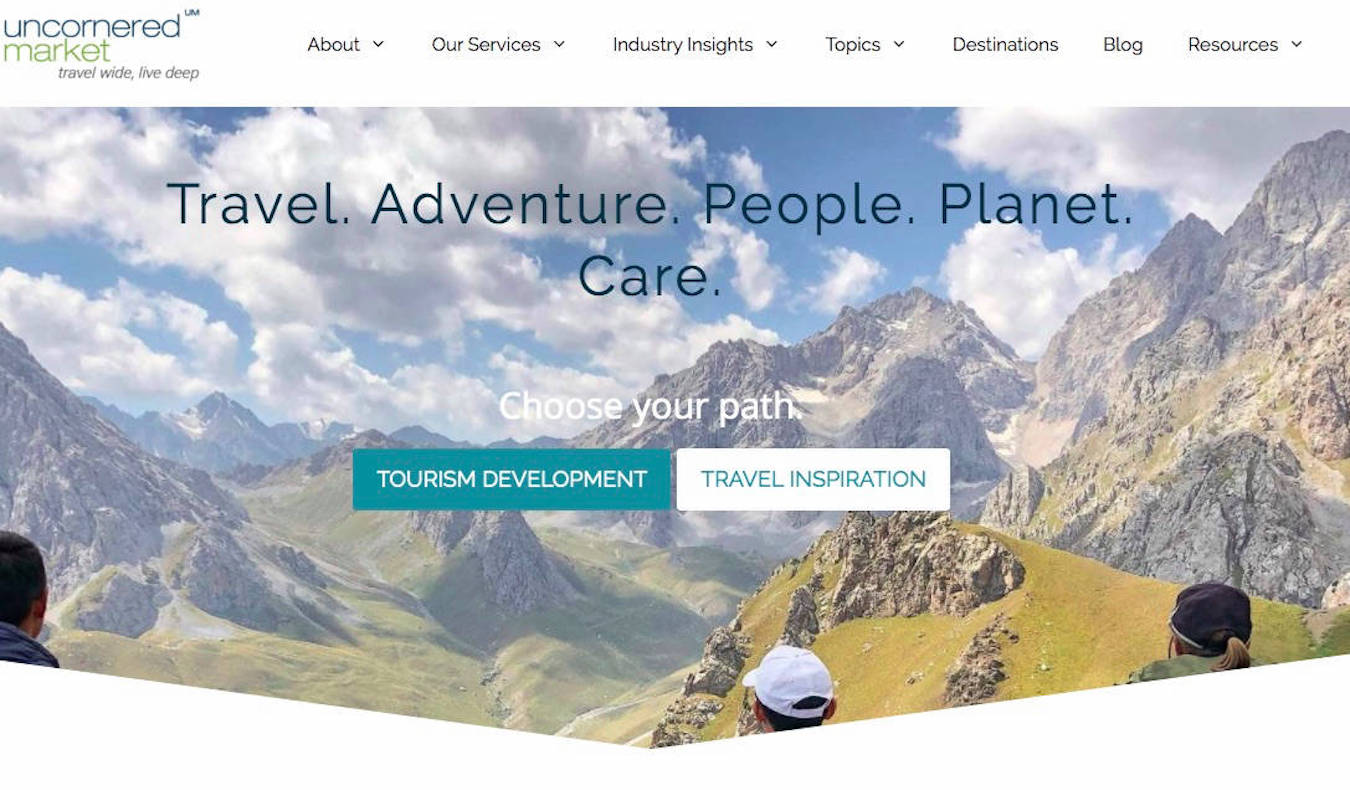 uncornered UM
market
travel wide, live deep
About Our Services Industry Insights Topics Destinations Blog Resources
Travel. Adventure. People. Planet.
Care.
Choose your path.
TOURISM DEVELOPMENT TRAVEL INSPIRATION